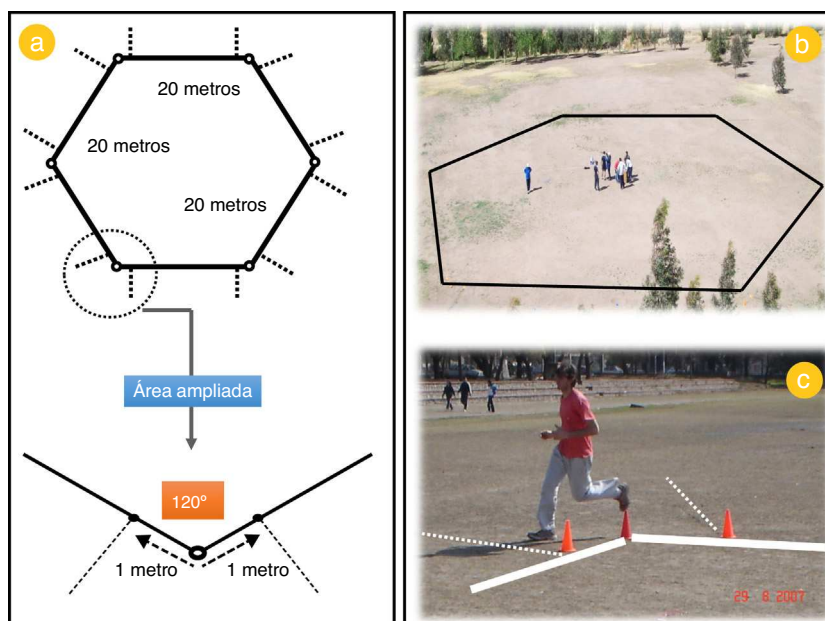 a
20 metros
20 metros
20 metros
Área ampliada
120º
1 metro
1 metro
b
c
29 8 2007